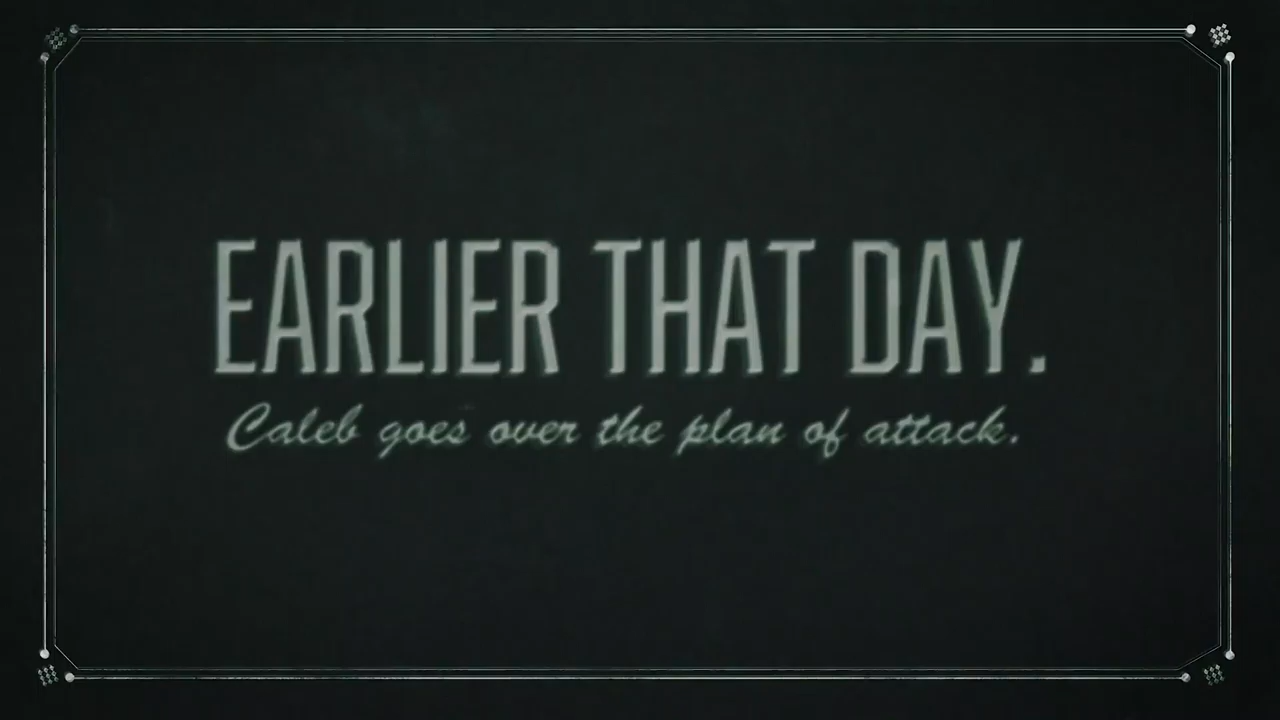 EARLIER THAT DAY.
Caleb goes over the plan of attack.